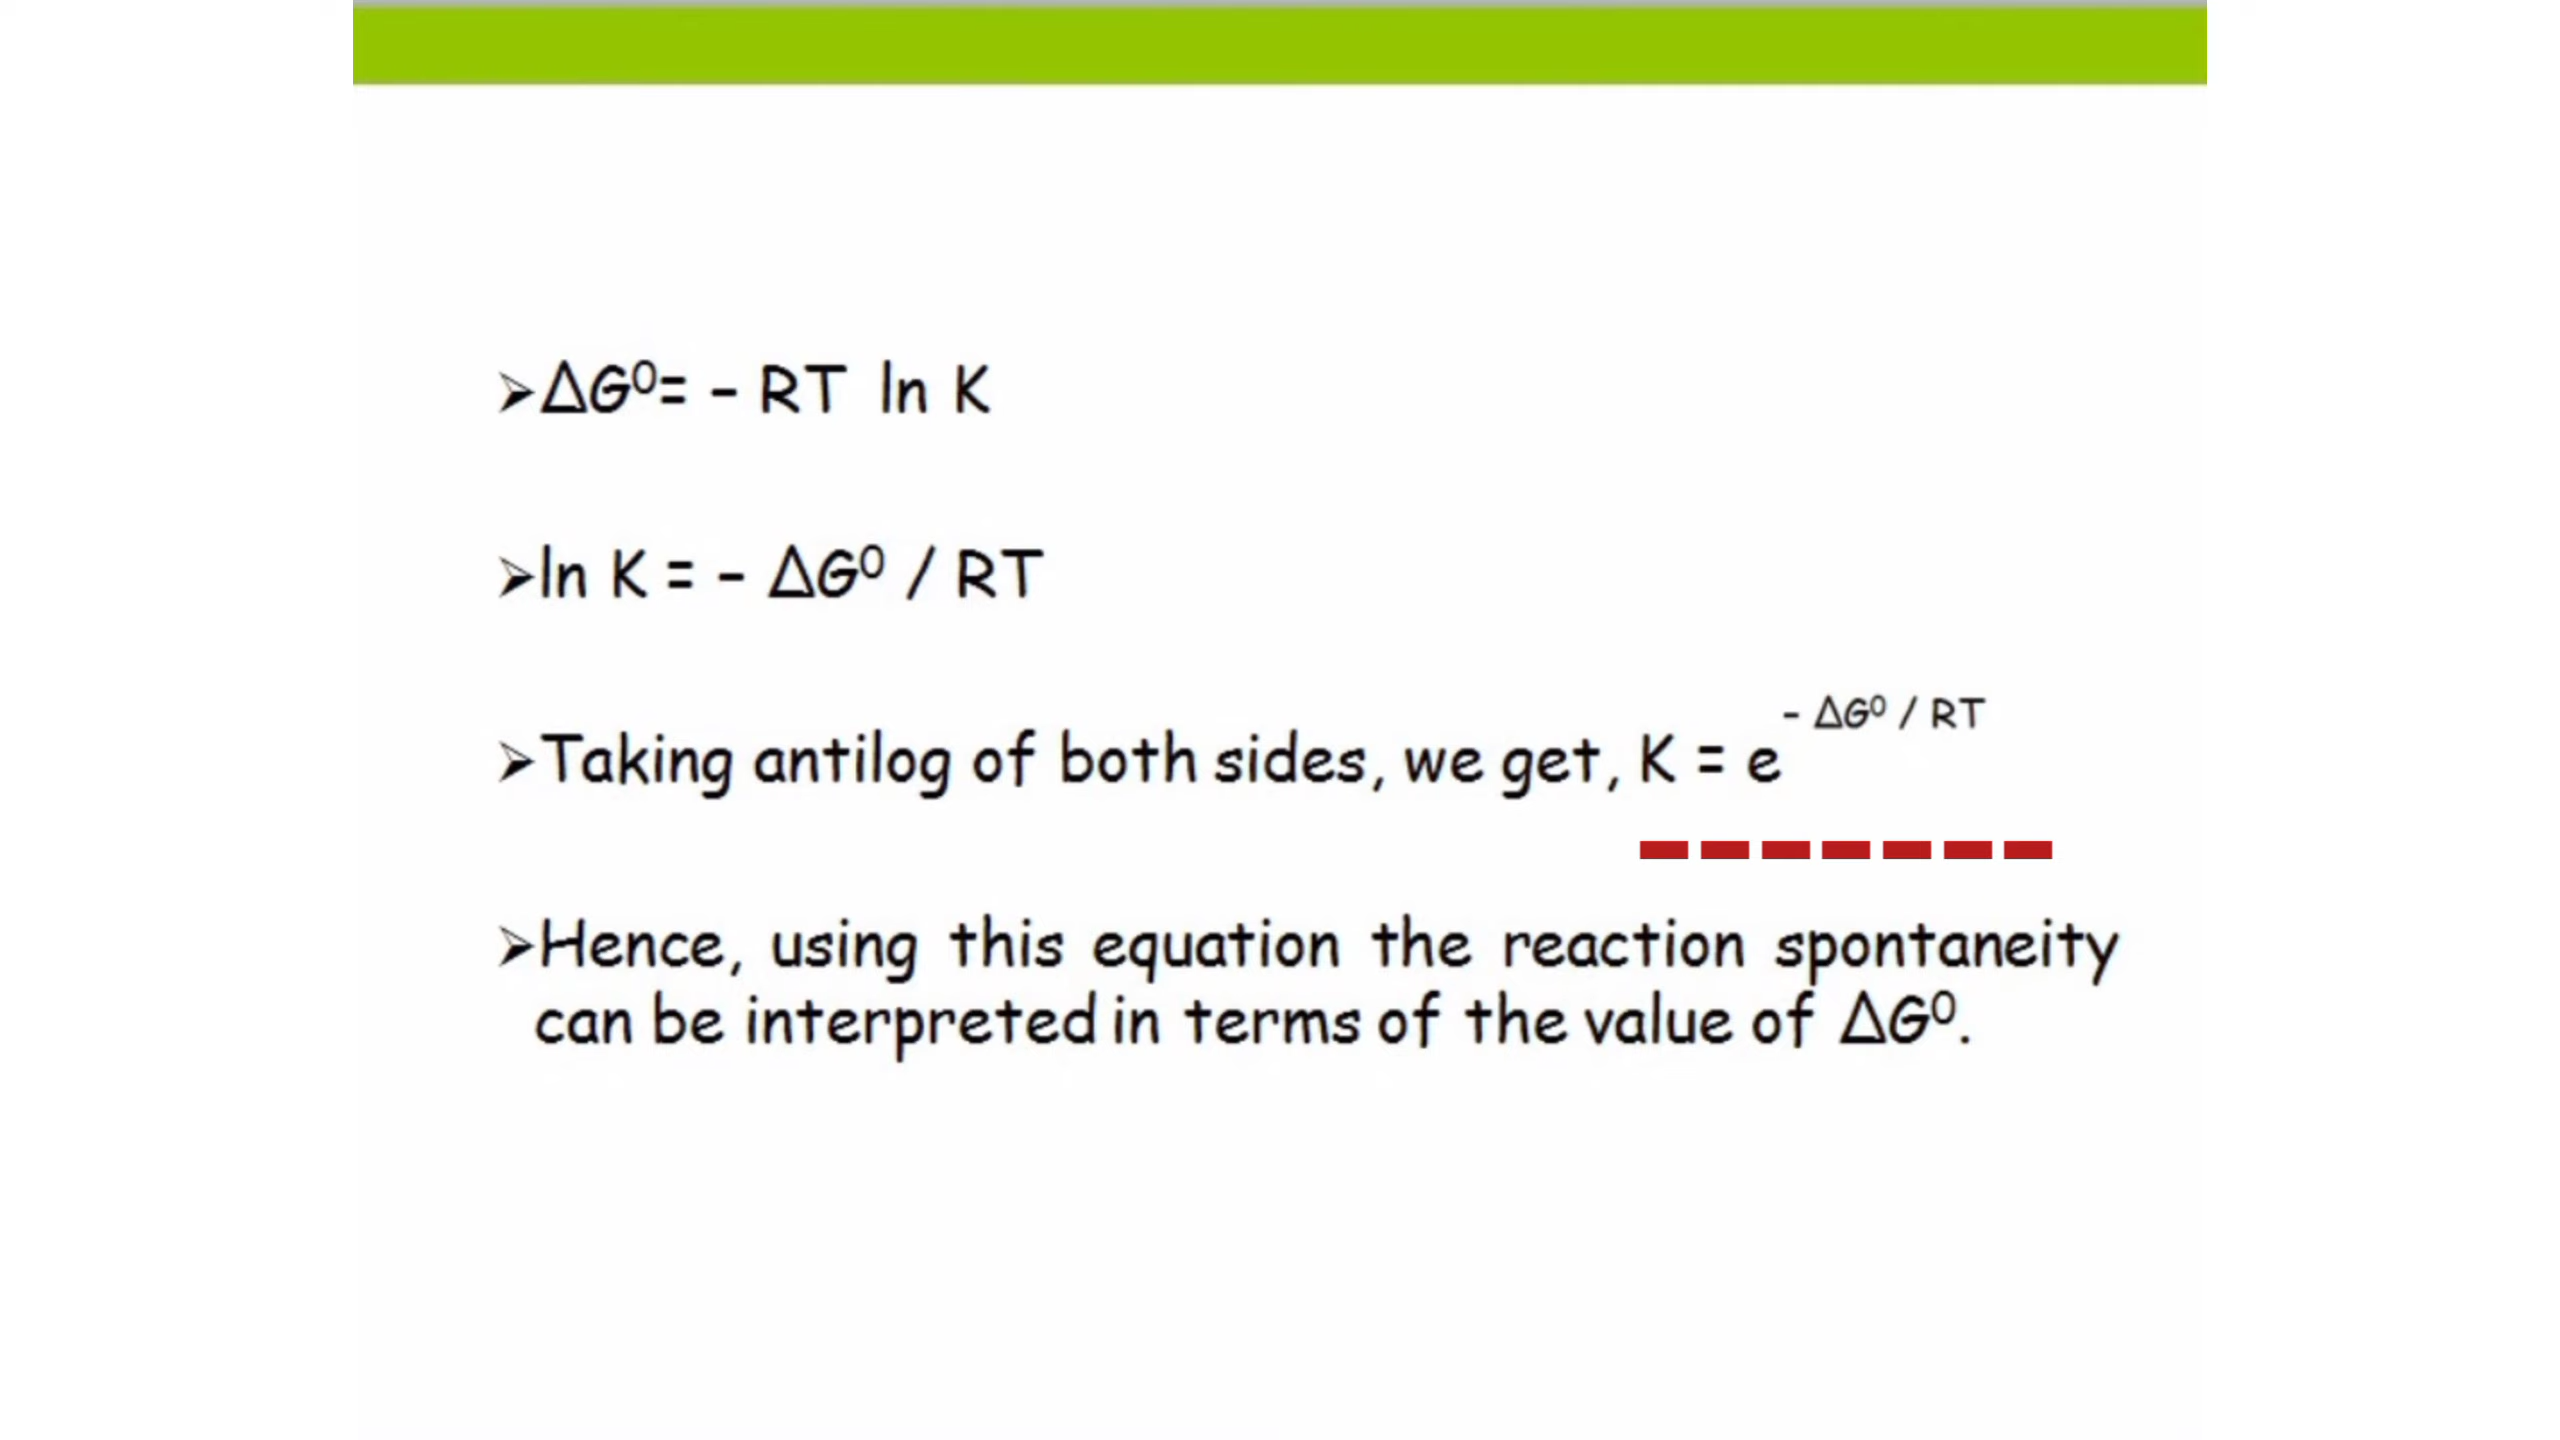 ➢ΔG⁰= – RT ln K
➢ln K = – ΔG⁰ / RT
➢Taking antilog of both sides, we get, K = e^(– ΔG⁰ / RT)
➢Hence, using this equation the reaction spontaneity
can be interpreted in terms of the value of ΔG⁰.